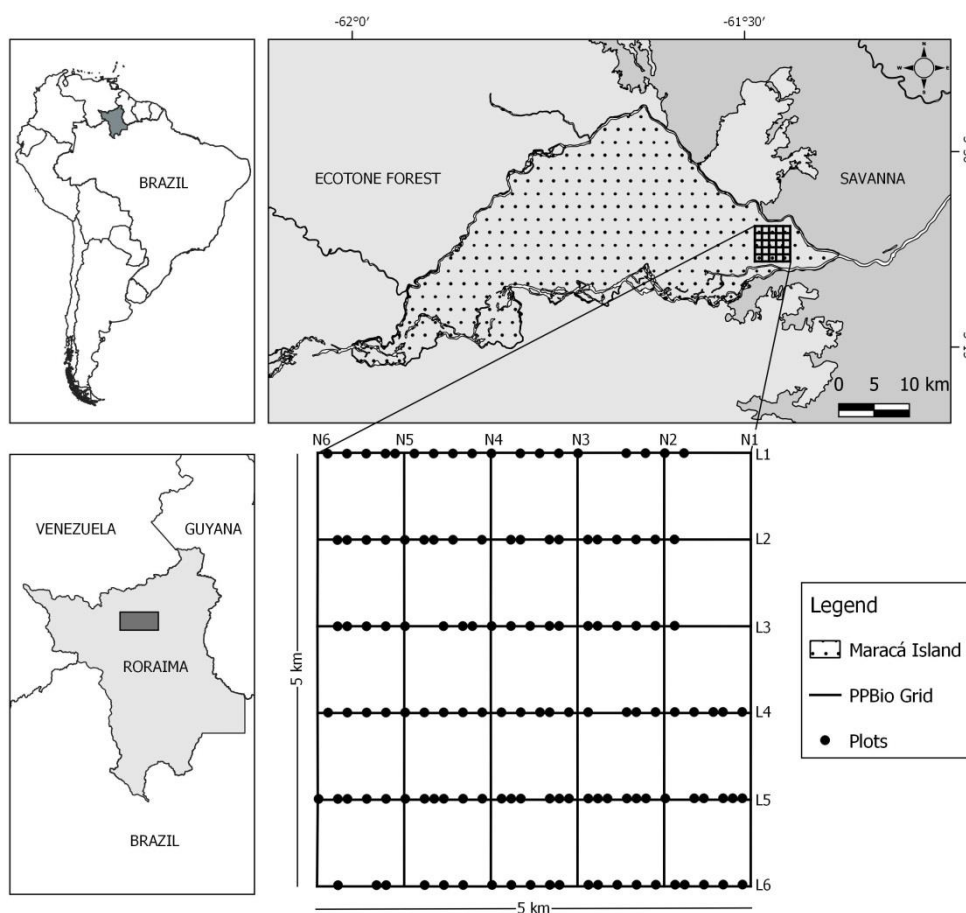 -62°0'
-61°30'
BRAZIL
ECOTONE FOREST
SAVANNA
N
W
E
S
0 5 10 km
N6 N5 N4 N3 N2 N1
L1
L2
L3
L4
L5
L6
5 km
5 km
VENEZUELA
GUYANA
RORAIMA
BRAZIL
Legend
Maracá Island
PPBio Grid
Plots